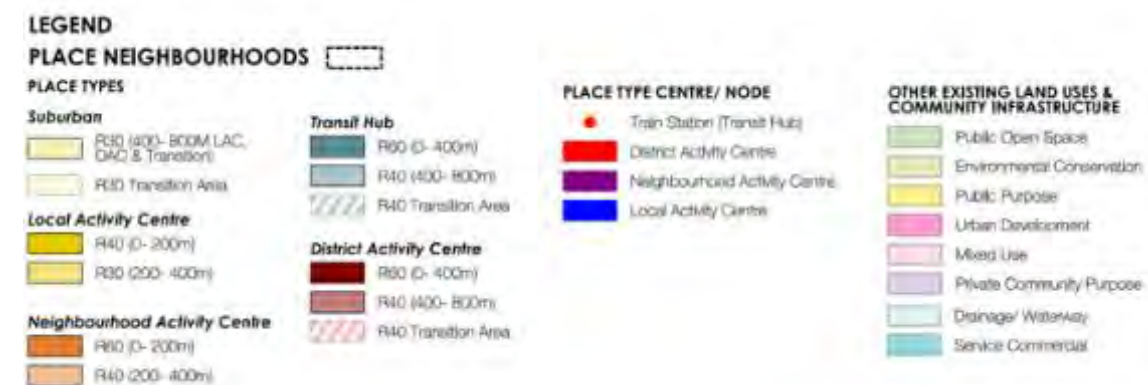 LEGEND
PLACE NEIGHBOURHOODS
PLACE TYPES
Suburban
R30 (400- 800M LAC,
DAC & Transition)
R30 Transition Area
Local Activity Centre
R40 (0- 200m)
R30 (200- 400m)
Neighbourhood Activity Centre
R60 (0- 200m)
R40 (200- 400m)
Transit Hub
R60 (0- 400m)
R40 (400- 800m)
R40 Transition Area
District Activity Centre
R60 (0- 400m)
R40 (400- 800m)
R40 Transition Area
PLACE TYPE CENTRE/ NODE
Train Station (Transit Hub)
District Activity Centre
Neighbourhood Activity Centre
Local Activity Centre
OTHER EXISTING LAND USES &
COMMUNITY INFRASTRUCTURE
Public Open Space
Environmental Conservation
Public Purpose
Urban Development
Mixed Use
Private Community Purpose
Drainage/ Waterway
Service Commercial